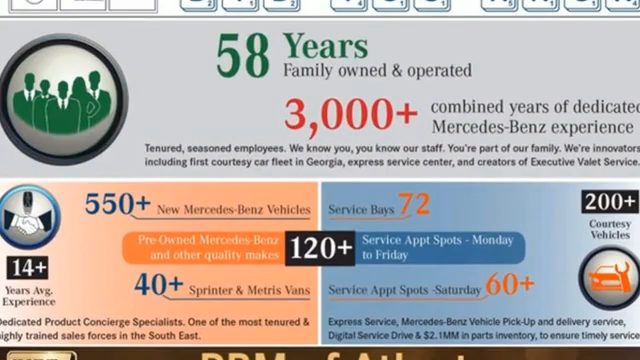 58 Years
Family owned & operated
3,000+ combined years of dedicated
Mercedes-Benz experience
Tenured, seasoned employees. We know you, you know our staff. You're part of our family. We're innovators
including first courtesy car fleet in Georgia, express service center, and creators of Executive Valet Service.
550+ New Mercedes-Benz Vehicles
Pre-Owned Mercedes-Benz
and other quality makes
120+
40+ Sprinter & Metris Vans
14+
Years Avg.
Experience
Dedicated Product Concierge Specialists. One of the most tenured &
highly trained sales forces in the South East.
Service Bays 72
Service Appt Spots - Monday
to Friday
Service Appt Spots -Saturday 60+
200+
Courtesy
Vehicles
Express Service, Mercedes-Benz Vehicle Pick-Up and delivery service,
Digital Service Drive & $2.1MM in parts inventory, to ensure timely service